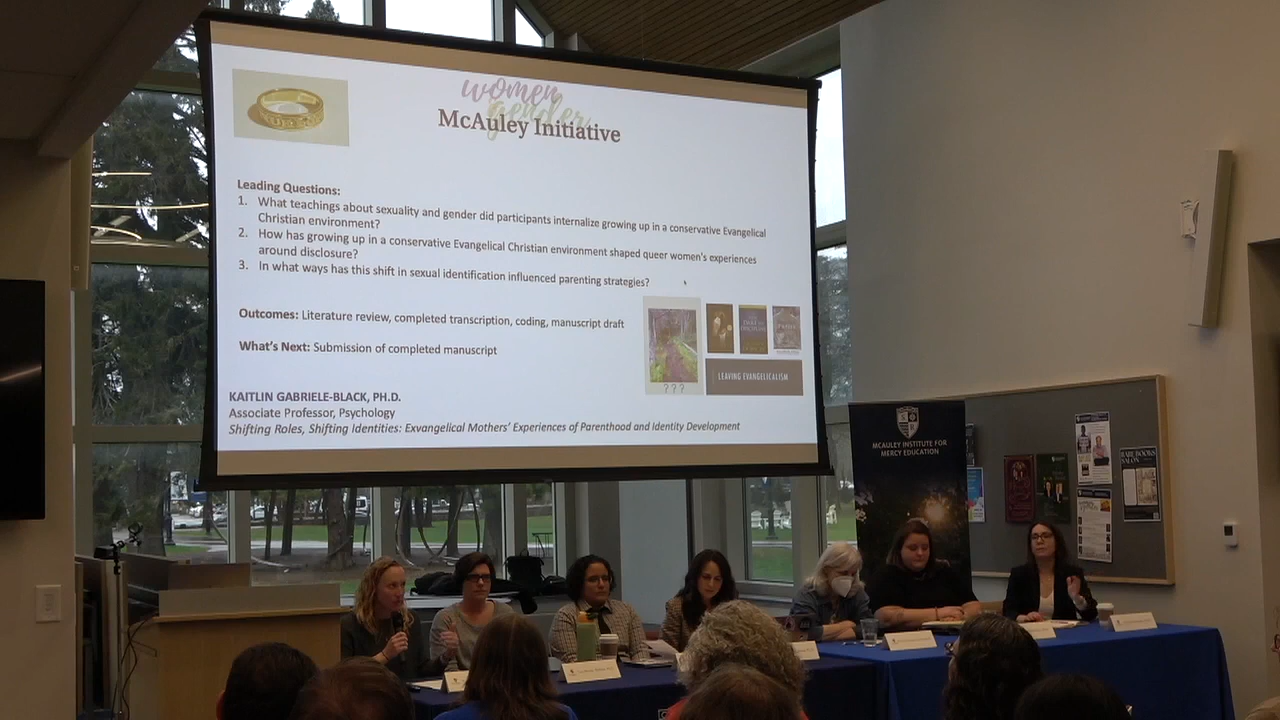 women
gender
McAuley Initiative
Leading Questions:
1. What teachings about sexuality and gender did participants internalize growing up in a conservative Evangelical
Christian environment?
2. How has growing up in a conservative Evangelical Christian environment shaped queer women's experiences
around disclosure?
3. In what ways has this shift in sexual identification influenced parenting strategies?
Outcomes: Literature review, completed transcription, coding, manuscript draft
What's Next: Submission of completed manuscript
???
LEAVING EVANGELICALISM
KAITLIN GABRIELE-BLACK, PH.D.
Associate Professor, Psychology
Shifting Roles, Shifting Identities: Exvangelical Mothers' Experiences of Parenthood and Identity Development
MCAULEY INSTITUTE FOR
MERCY EDUCATION
RARE BOOKS
SALON